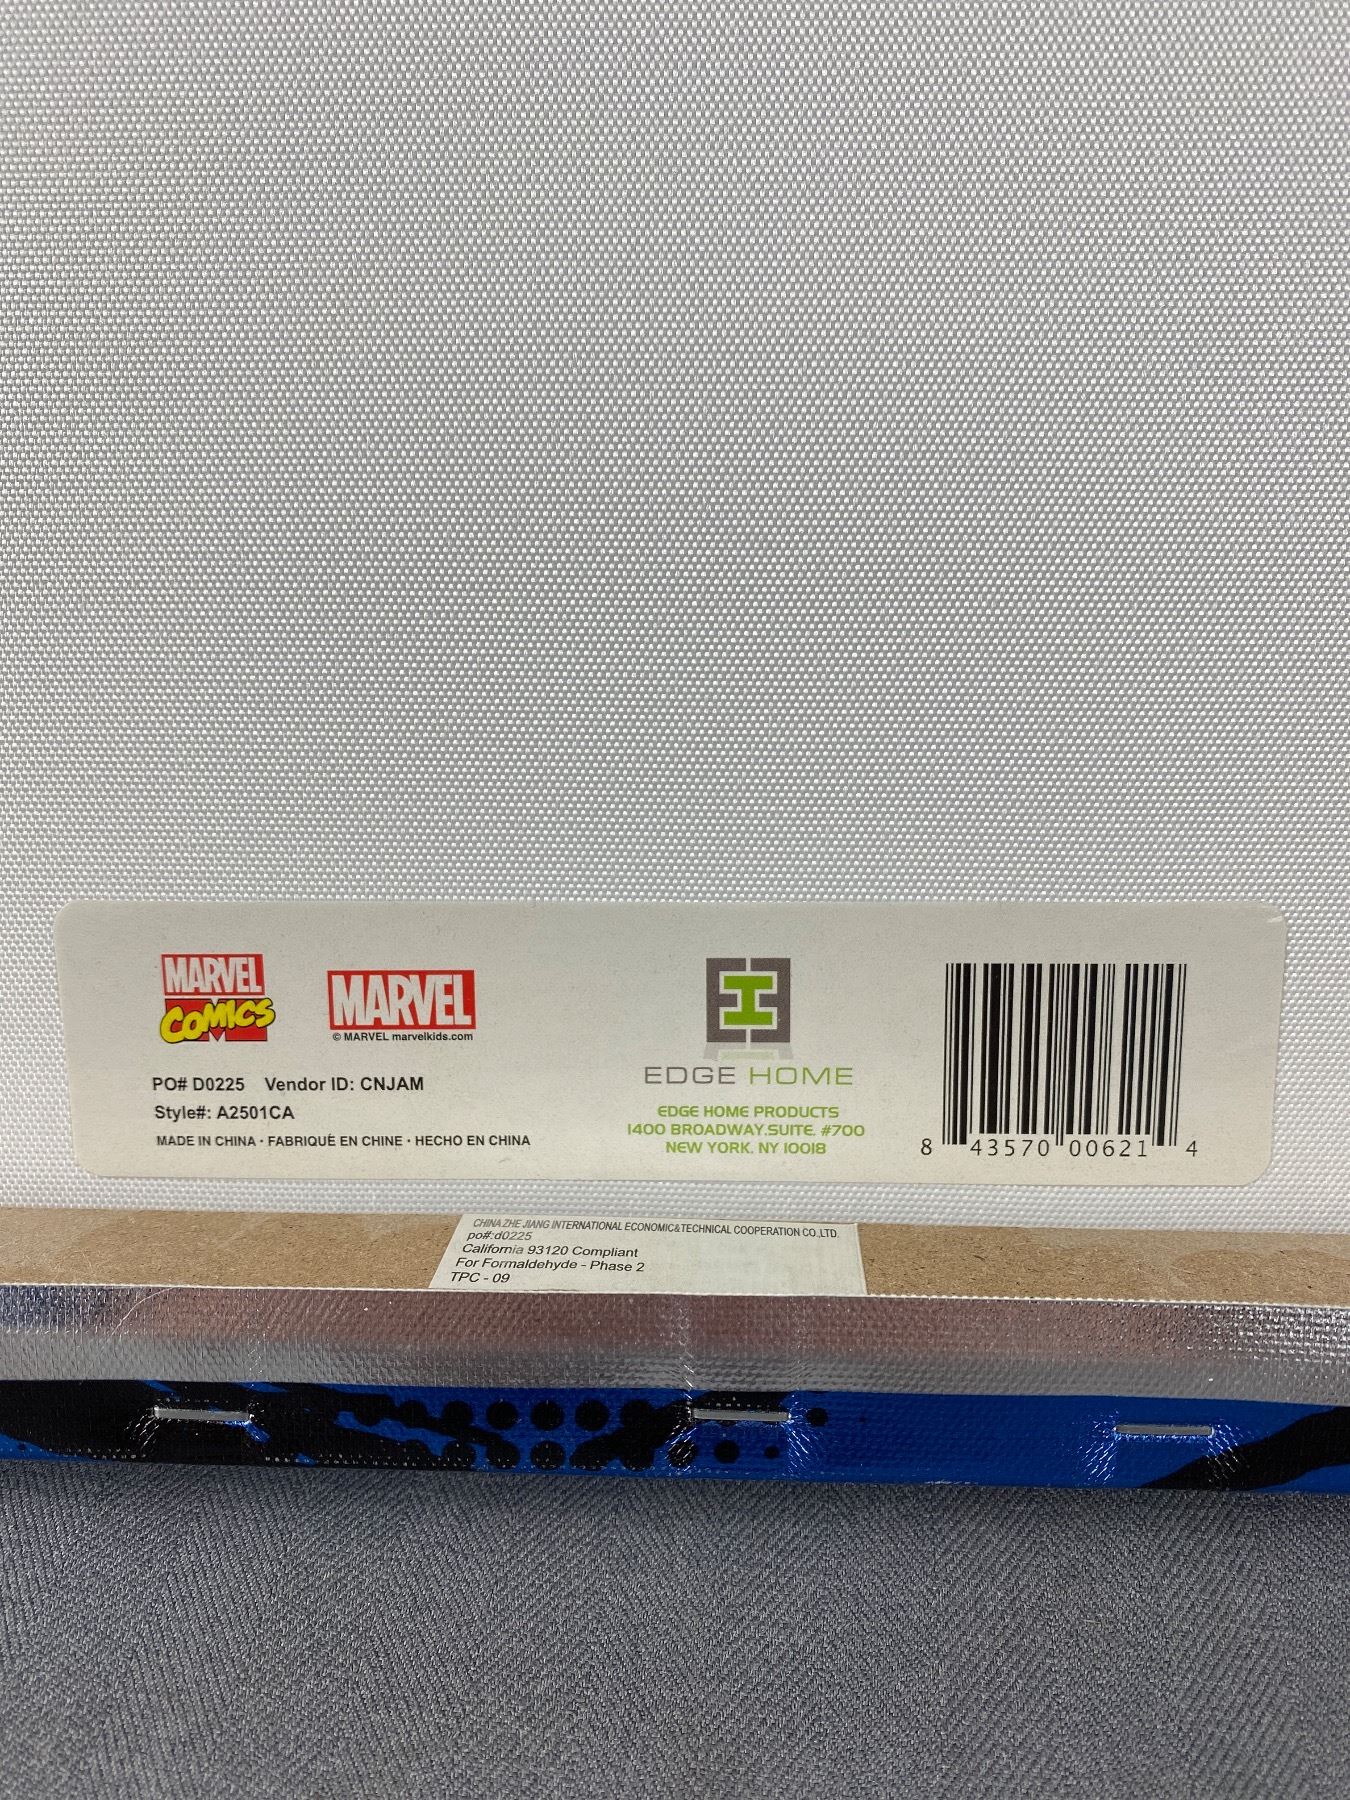 MARVEL
COMICS
MARVEL
© MARVEL marvelkids.com
PO# D0225 Vendor ID: CNJAM
Style#: A2501CA
MADE IN CHINA · FABRIQUÉ EN CHINE · HECHO EN CHINA
EDGE HOME
EDGE HOME PRODUCTS
1400 BROADWAY.SUITE. #700
NEW YORK. NY 10018
8 43570 00621 4
CHINA ZHE JIANG INTERNATIONAL ECONOMIC&TECHNICAL COOPERATION CO.,LTD.
po#:d0225
California 93120 Compliant
For Formaldehyde - Phase 2
TPC - 09